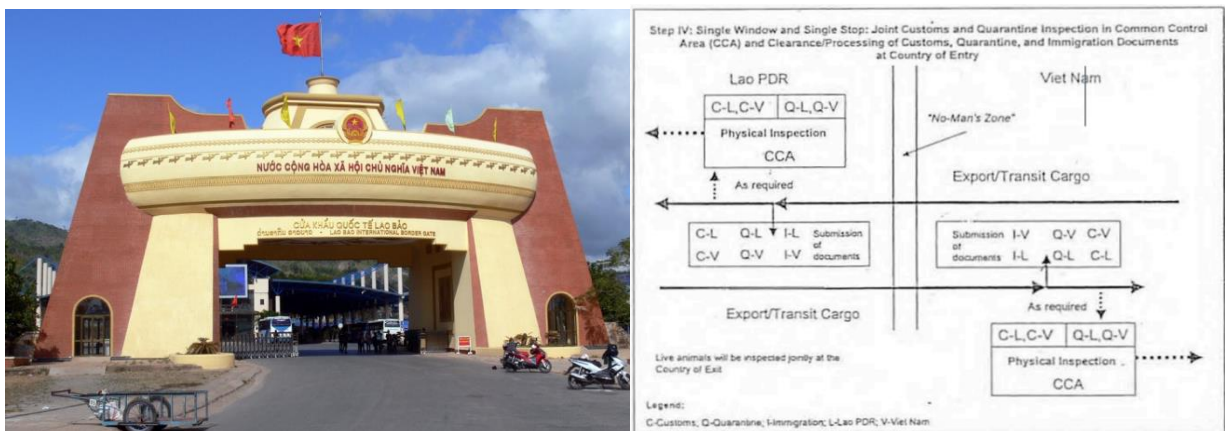 NƯỚC CỘNG HÒA XÃ HỘI CHỦ NGHĨA VIỆT NAM
CỬA KHẨU QUỐC TẾ LAO BẢO
LAO BAO INTERNATIONAL BORDER GATE
Step IV: Single Window and Single Stop: Joint Customs and Quarantine Inspection in Common Control
Area (CCA) and Clearance/Processing of Customs, Quarantine, and Immigration Documents
at Country of Entry
Lao PDR
Viet Nam
C-L,C-V
Q-L,Q-V
Physical Inspection
CCA
"No-Man's Zone"
As required
Export/Transit Cargo
C-L Q-L I-L Submission
of
C-V Q-V I-V documents
Submission I-V Q-V C-V
of
documents I-L Q-L C-L
Export/Transit Cargo
As required
C-L,C-V
Q-L,Q-V
Physical Inspection
CCA
Live animals will be inspected jointly at the
Country of Exit
Legend:
C-Customs, Q-Quarantine; I-Immigration; L-Lao PDR; V-Viet Nam